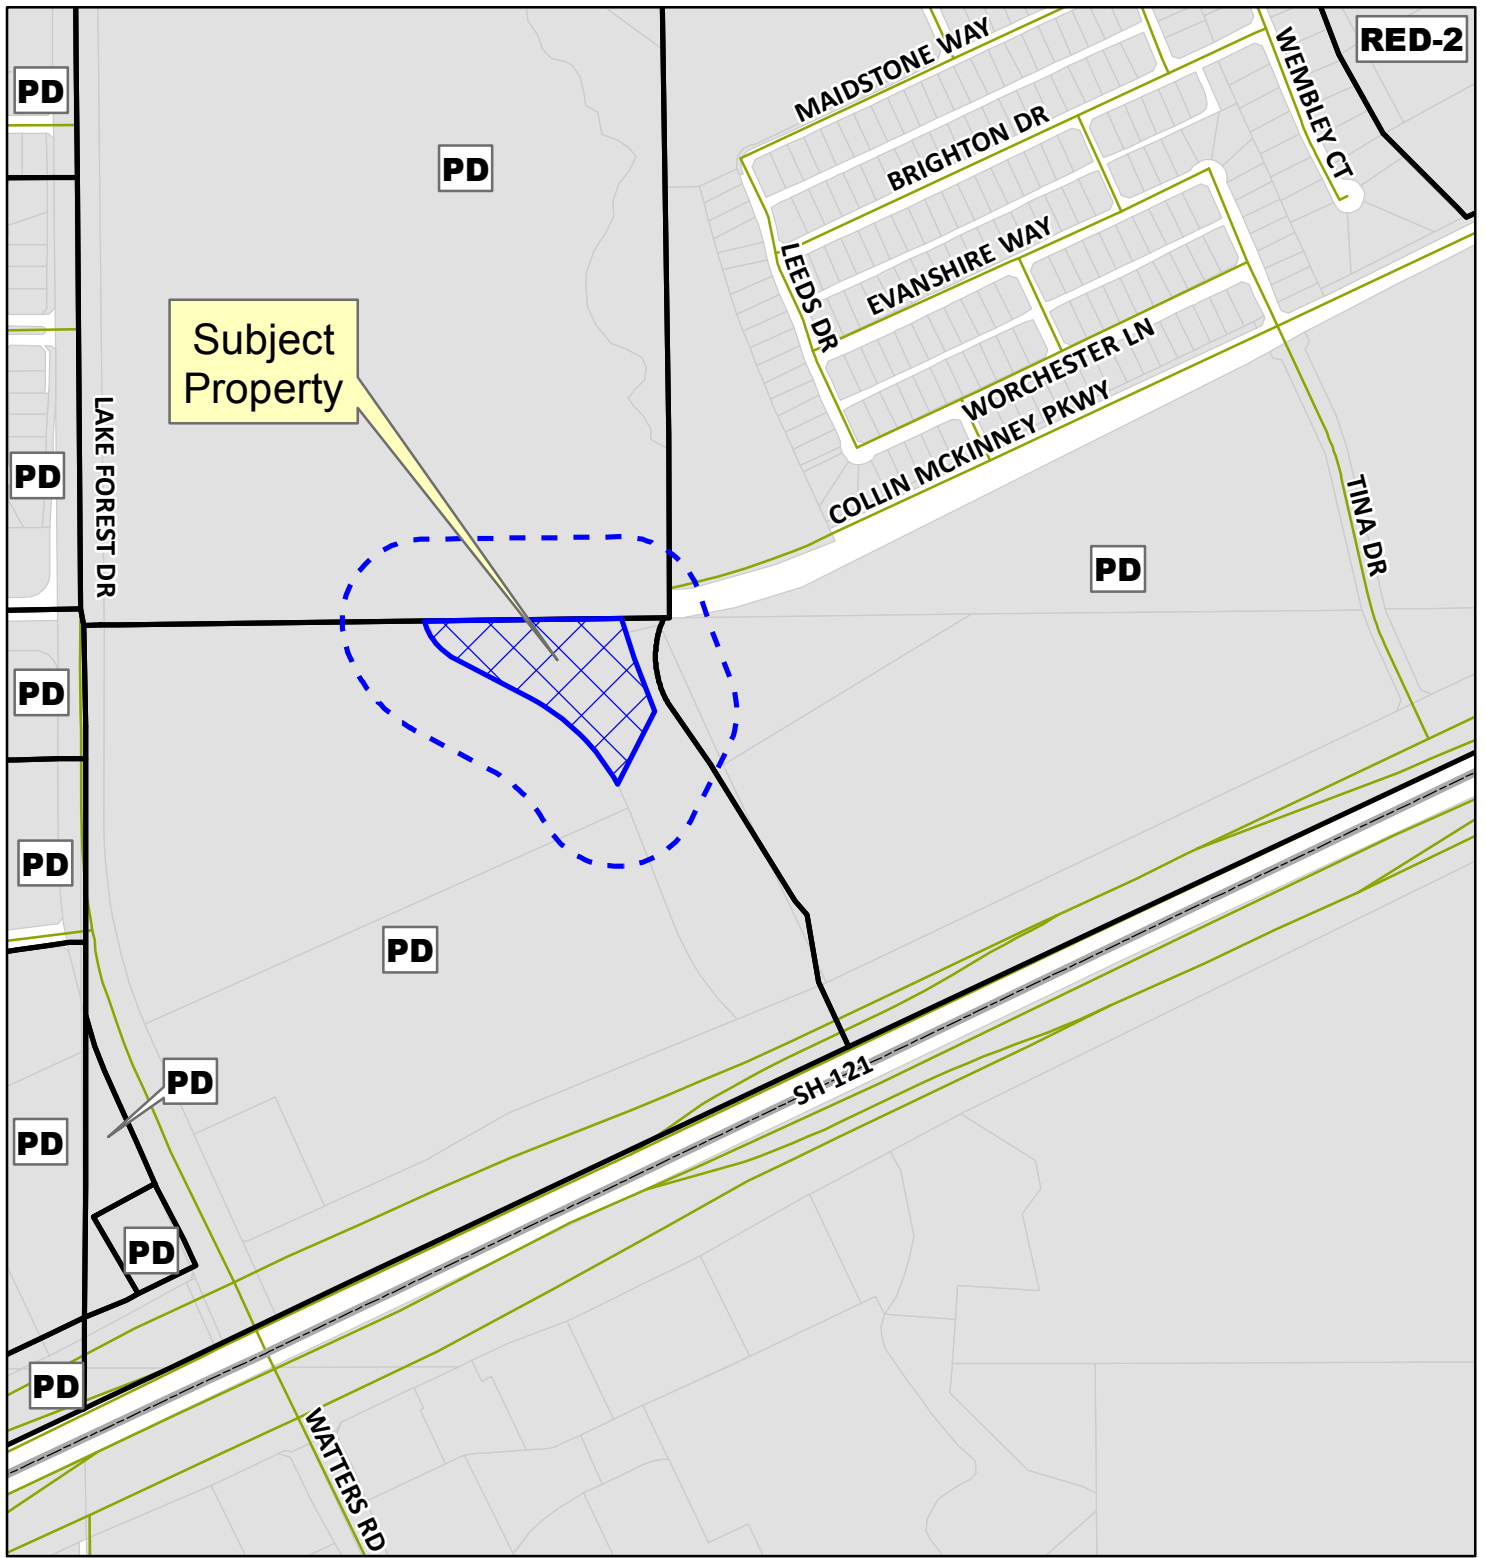 RED-2
MAIDSTONE WAY
WEMBLEY CT
PD
BRIGHTON DR
PD
EVANSHIRE WAY
LEEDS DR
Subject
Property
WORCHESTER LN
COLLIN MCKINNEY PKWY
LAKE FOREST DR
PD
TINA DR
PD
PD
PD
PD
SH 121
PD
PD
PD
PD
WATTERS RD